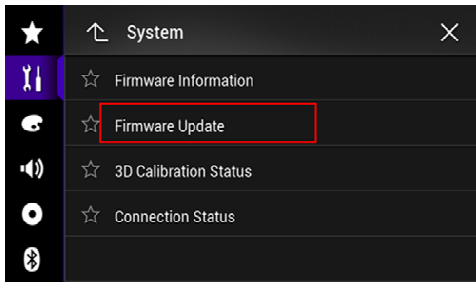 System
Firmware Information
Firmware Update
3D Calibration Status
Connection Status